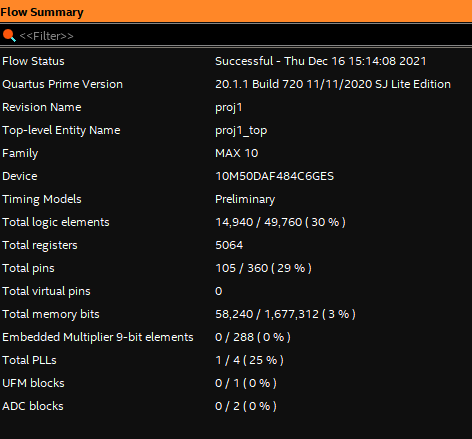 Flow Summary
<<Filter>>
Flow Status Successful - Thu Dec 16 15:14:08 2021
Quartus Prime Version 20.1.1 Build 720 11/11/2020 SJ Lite Edition
Revision Name proj1
Top-level Entity Name proj1_top
Family MAX 10
Device 10M50DAF484C6GES
Timing Models Preliminary
Total logic elements 14,940 / 49,760 ( 30 % )
Total registers 5064
Total pins 105 / 360 ( 29 % )
Total virtual pins 0
Total memory bits 58,240 / 1,677,312 ( 3 % )
Embedded Multiplier 9-bit elements 0 / 288 ( 0 % )
Total PLLs 1 / 4 ( 25 % )
UFM blocks 0 / 1 ( 0 % )
ADC blocks 0 / 2 ( 0 % )